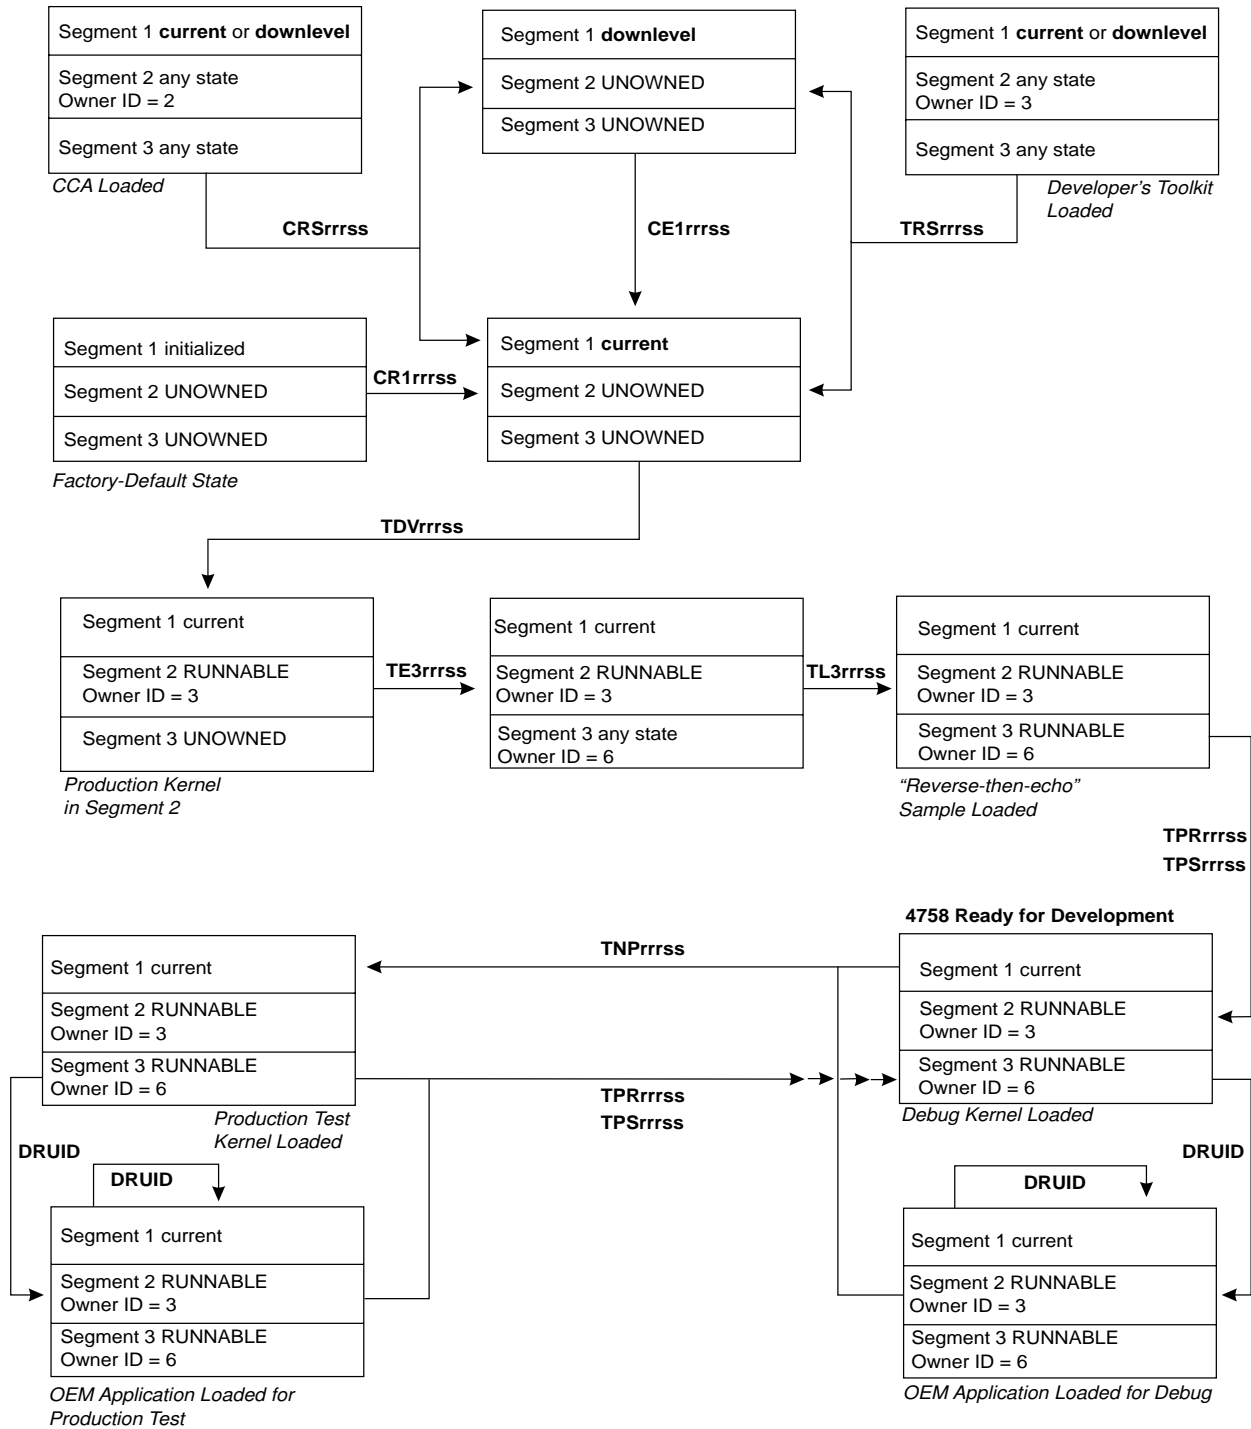 Segment 1 current or downlevel
Segment 2 any state
Owner ID = 2
Segment 3 any state
CCA Loaded
Segment 1 downlevel
Segment 2 UNOWNED
Segment 3 UNOWNED
Segment 1 current or downlevel
Segment 2 any state
Owner ID = 3
Segment 3 any state
Developer's Toolkit
Loaded
CRSrrrss
CE1rrrss
TRSrrrss
Segment 1 initialized
Segment 2 UNOWNED
Segment 3 UNOWNED
Factory-Default State
CR1rrrss
Segment 1 current
Segment 2 UNOWNED
Segment 3 UNOWNED
TDVrrrss
Segment 1 current
Segment 2 RUNNABLE
Owner ID = 3
Segment 3 UNOWNED
Production Kernel
in Segment 2
TE3rrrss
Segment 1 current
Segment 2 RUNNABLE
Owner ID = 3
Segment 3 any state
Owner ID = 6
TL3rrrss
Segment 1 current
Segment 2 RUNNABLE
Owner ID = 3
Segment 3 RUNNABLE
Owner ID = 6
“Reverse-then-echo”
Sample Loaded
TPRrrrss
TPSrrrss
4758 Ready for Development
Segment 1 current
Segment 2 RUNNABLE
Owner ID = 3
Segment 3 RUNNABLE
Owner ID = 6
Production Test
Kernel Loaded
TNPrrrss
Segment 1 current
Segment 2 RUNNABLE
Owner ID = 3
Segment 3 RUNNABLE
Owner ID = 6
Debug Kernel Loaded
TPRrrrss
TPSrrrss
DRUID
DRUID
Segment 1 current
Segment 2 RUNNABLE
Owner ID = 3
Segment 3 RUNNABLE
Owner ID = 6
OEM Application Loaded for
Production Test
DRUID
DRUID
Segment 1 current
Segment 2 RUNNABLE
Owner ID = 3
Segment 3 RUNNABLE
Owner ID = 6
OEM Application Loaded for Debug